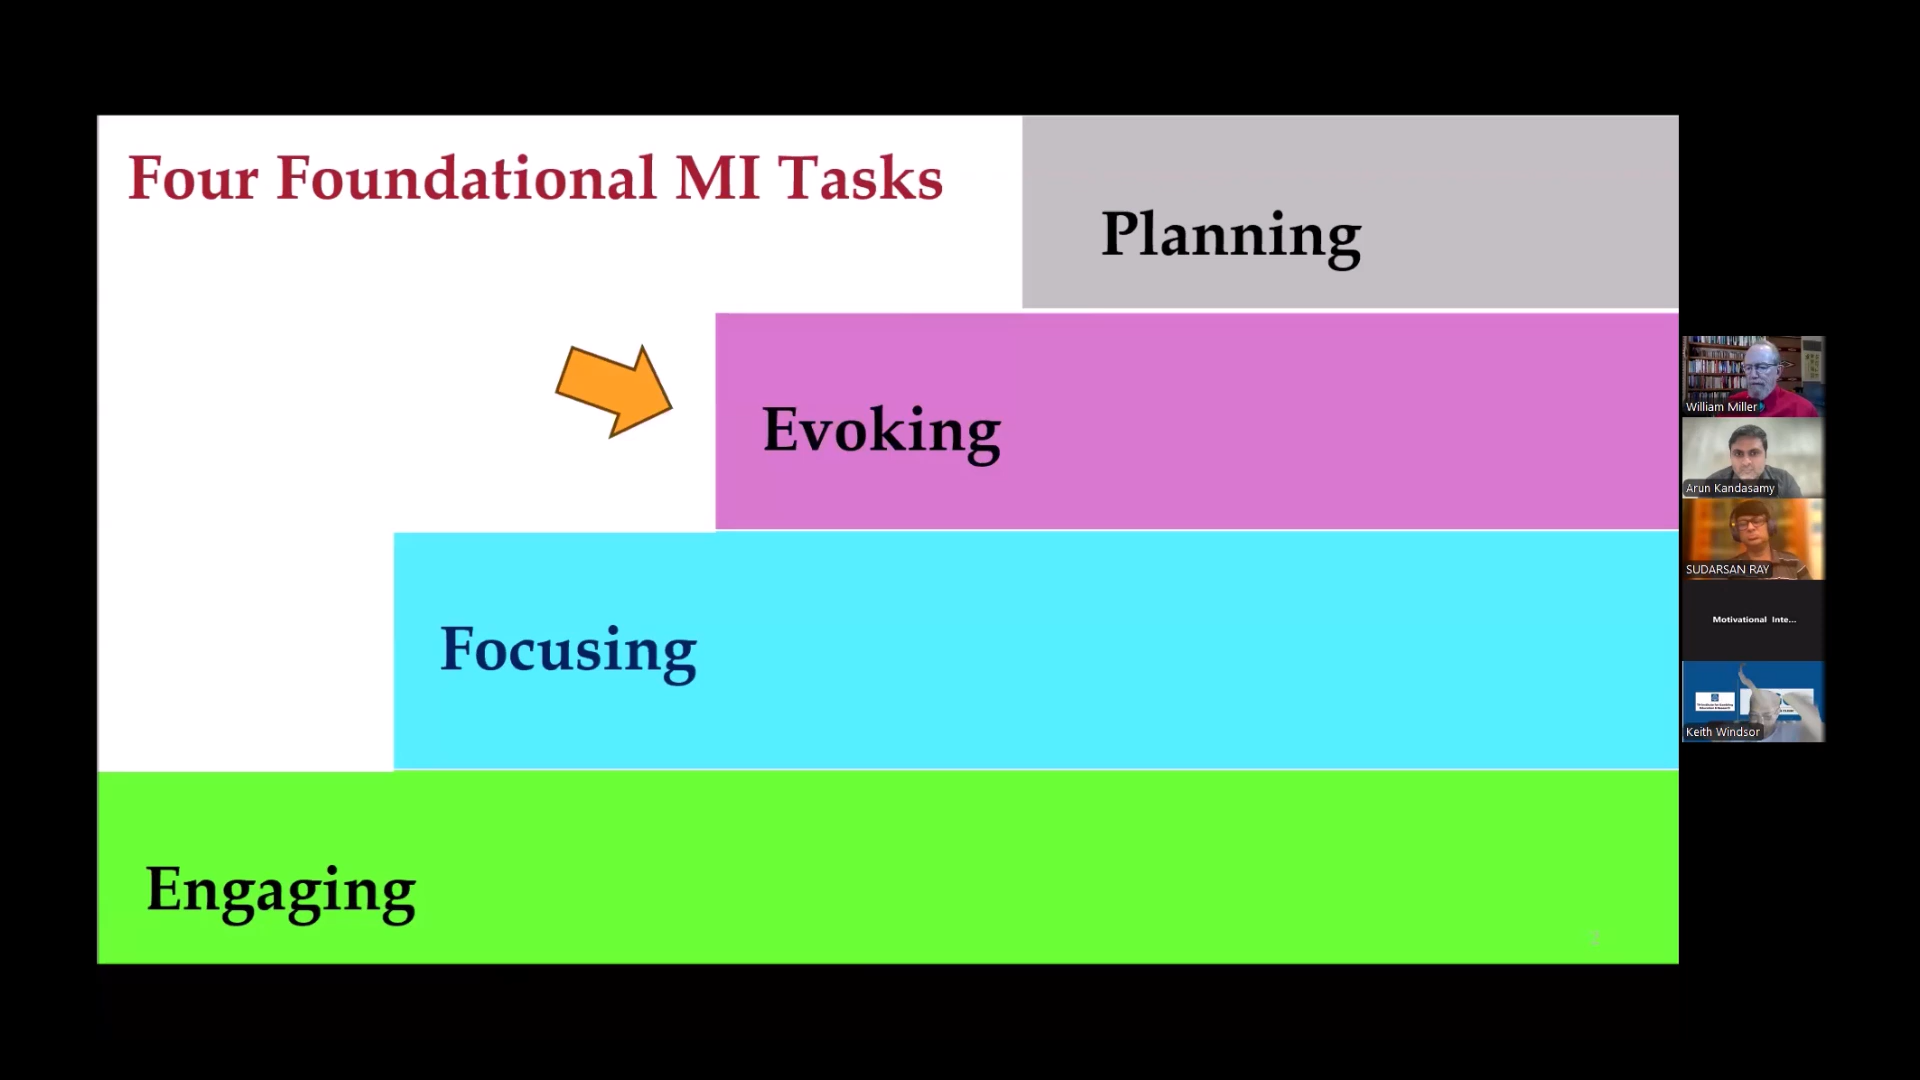 Four Foundational MI Tasks
Planning
Evoking
Focusing
Engaging
William Miller
Arun Kandasamy
SUDARSAN RAY
Motivational Inte...
Keith Windsor